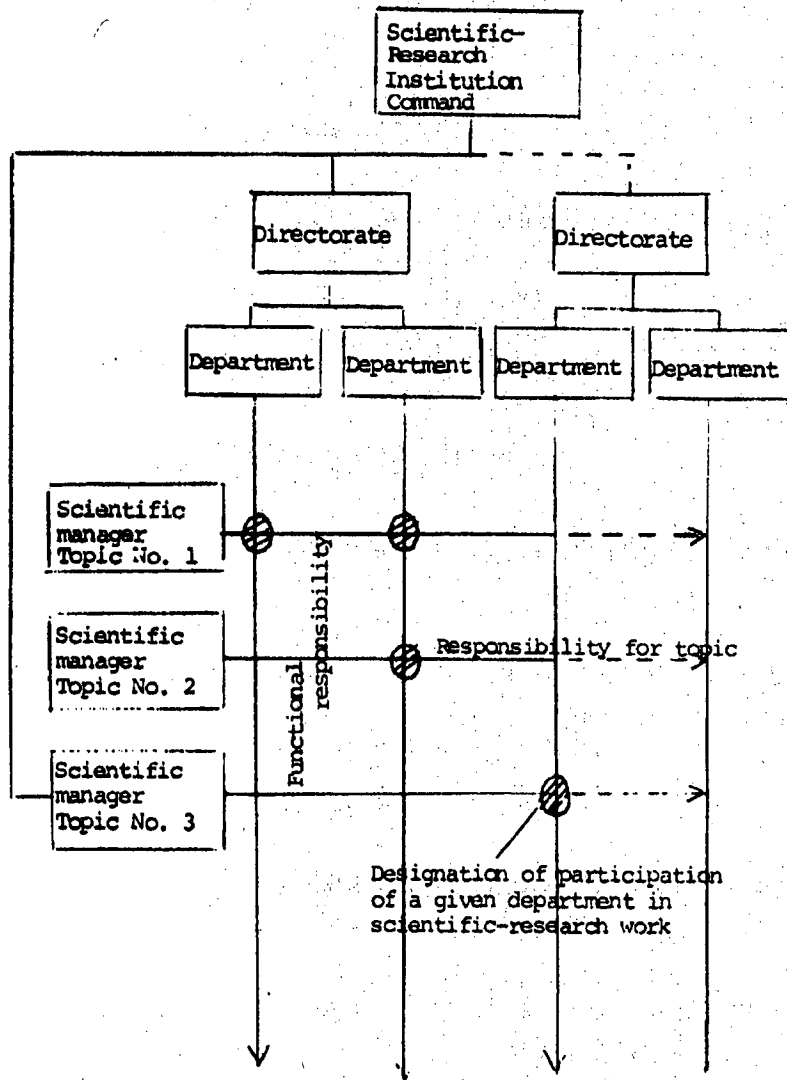 Scientific-
Research
Institution
Command
Directorate
Directorate
Department
Department
Department
Department
Scientific
manager
Topic No. 1
Functional
responsibility
Scientific
manager
Topic No. 2
Responsibility for topic
Scientific
manager
Topic No. 3
Designation of participation
of a given department in
scientific-research work